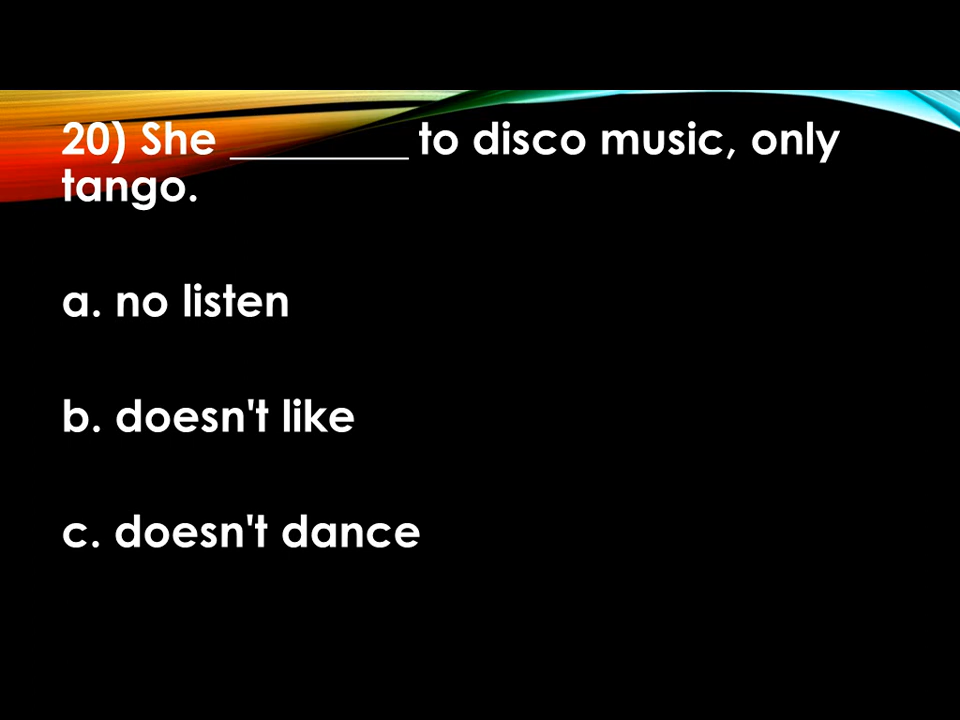 20) She ________ to disco music, only
tango.
a. no listen
b. doesn't like
c. doesn't dance